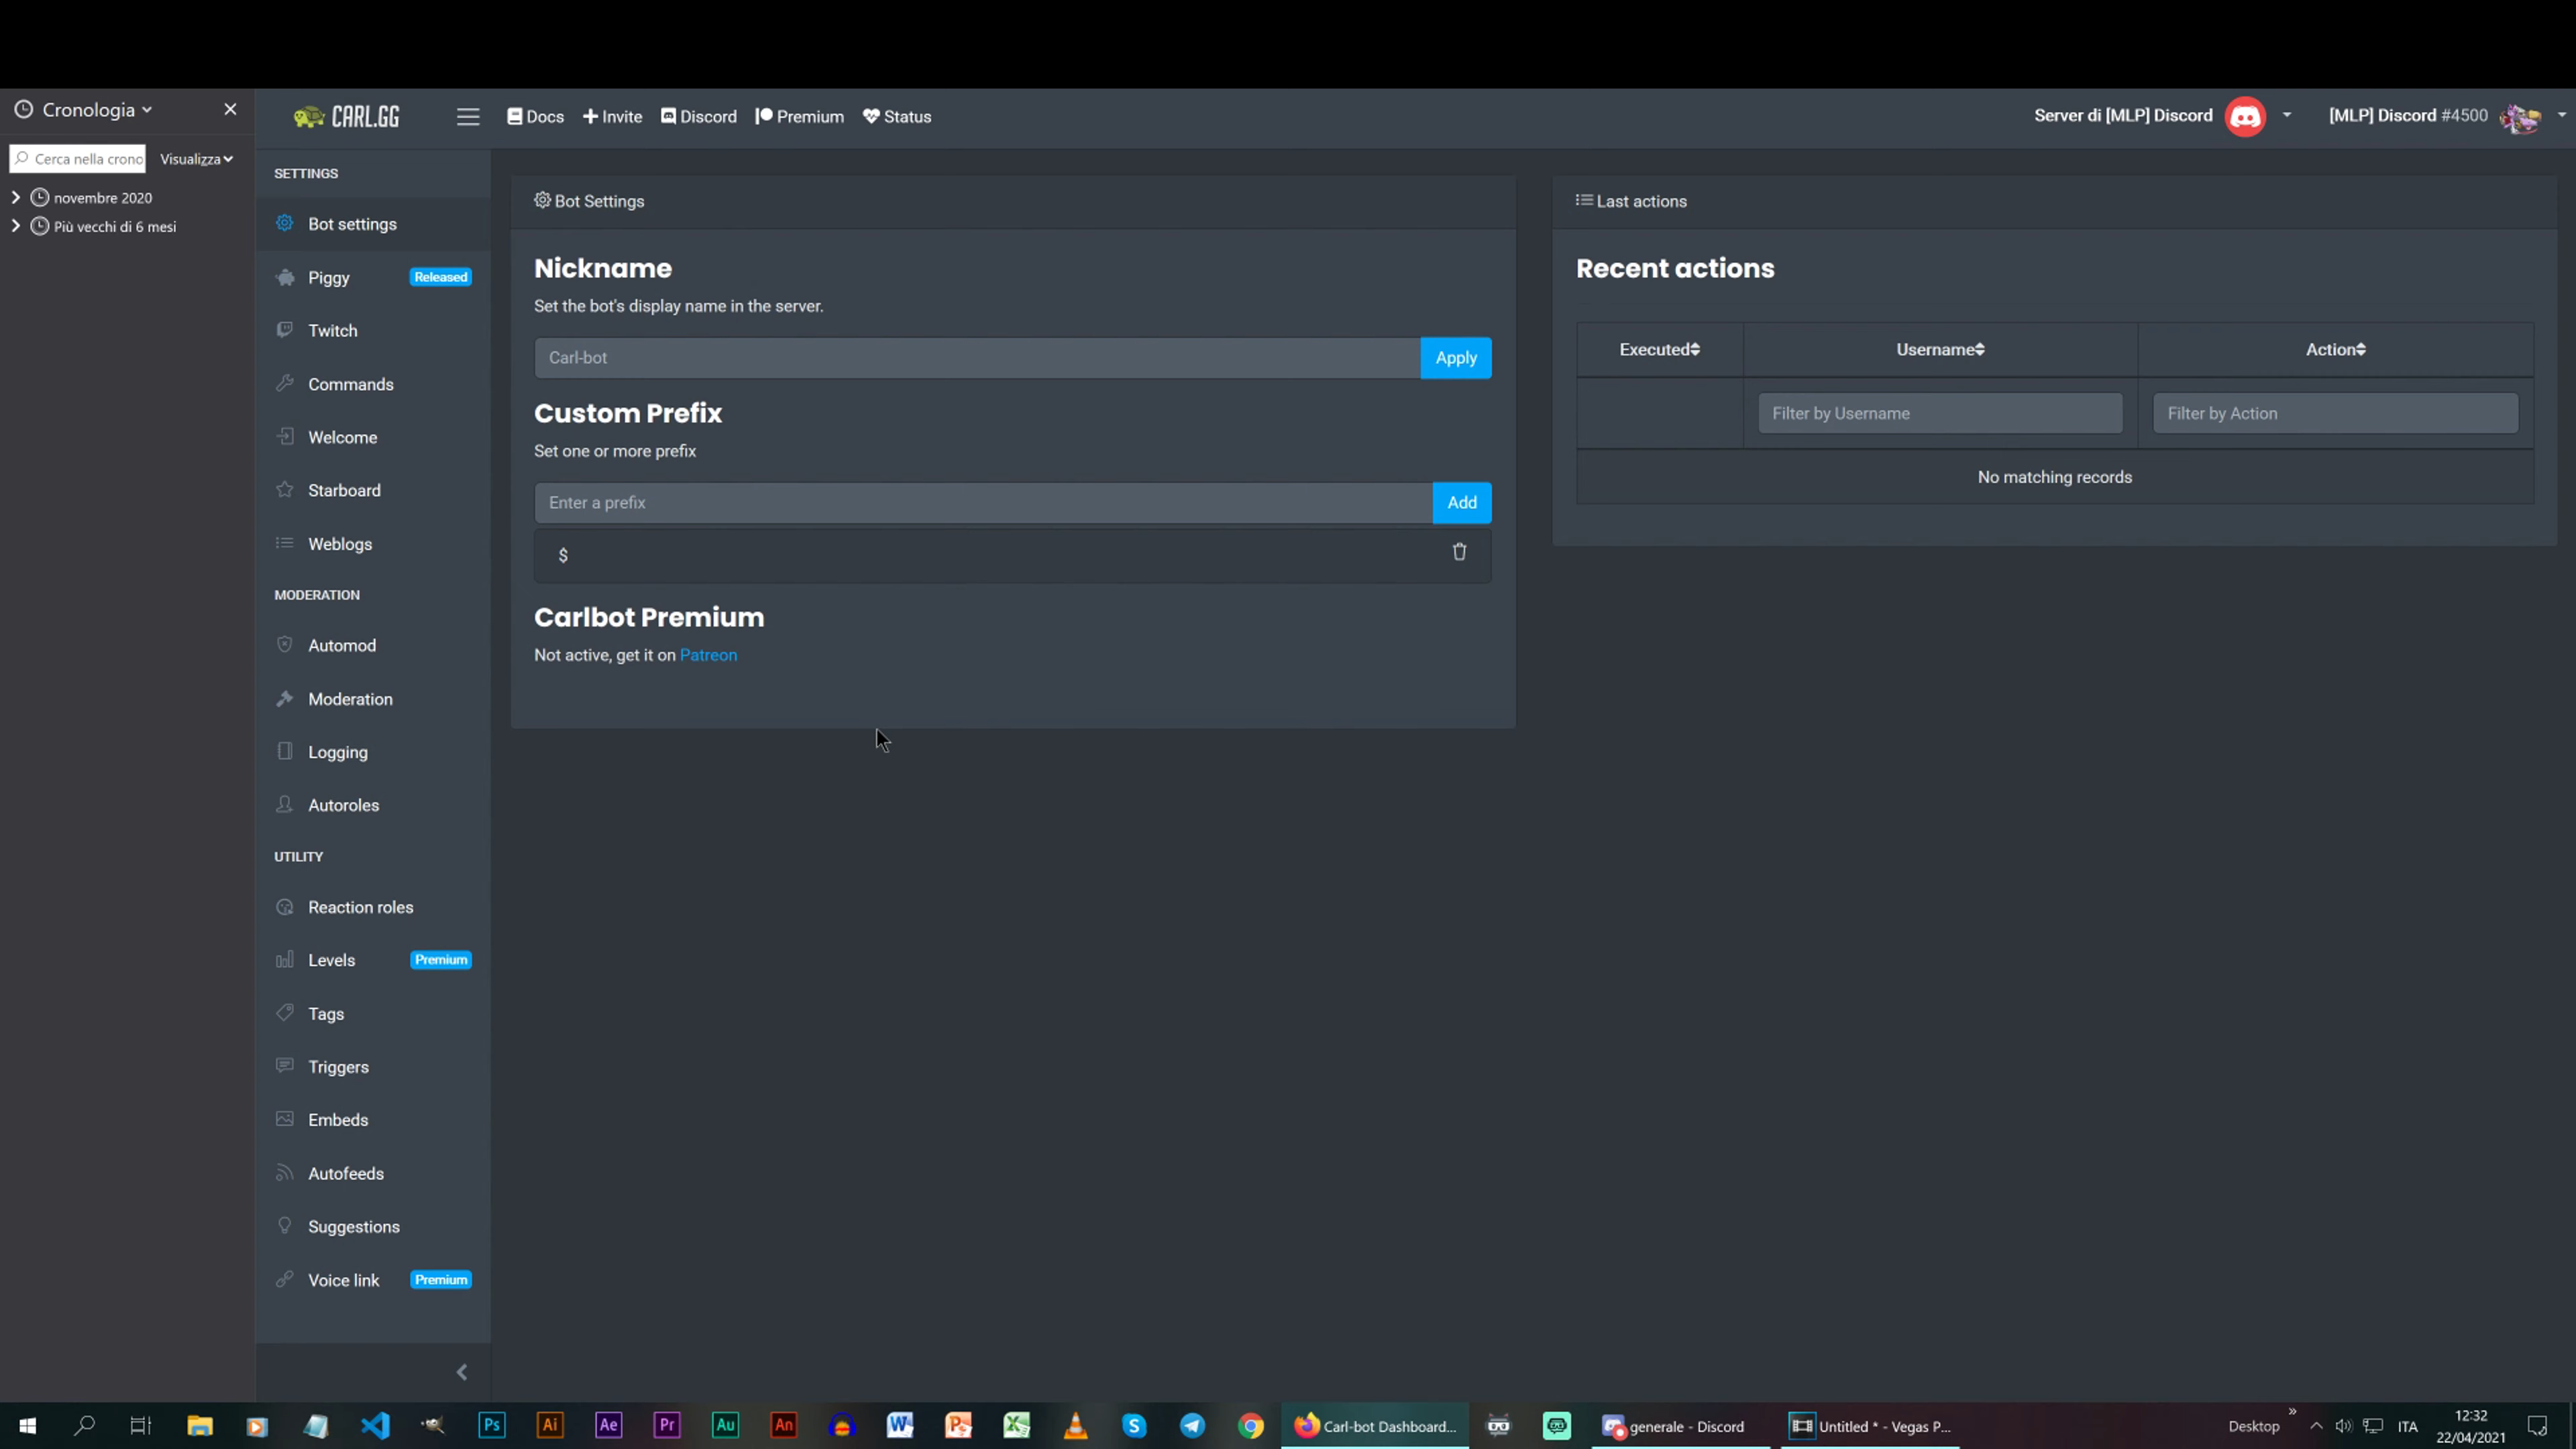 Cronologia
Cerca nella crono
Visualizza
novembre 2020
Più vecchi di 6 mesi
CARL.GG
Docs
Invite
Discord
Premium
Status
Server di [MLP] Discord
[MLP] Discord #4500
SETTINGS
Bot settings
Piggy
Released
Twitch
Commands
Welcome
Starboard
Weblogs
MODERATION
Automod
Moderation
Logging
Autoroles
UTILITY
Reaction roles
Levels
Premium
Tags
Triggers
Embeds
Autofeeds
Suggestions
Voice link
Premium
Bot Settings
Nickname
Set the bot's display name in the server.
Carl-bot
Apply
Custom Prefix
Set one or more prefix
Enter a prefix
Add
$
Carlbot Premium
Not active, get it on Patreon
Last actions
Recent actions
Executed
Username
Action
Filter by Username
Filter by Action
No matching records
Ps
Ai
Ae
Pr
Au
An
Carl-bot Dashboard...
generale - Discord
Untitled * - Vegas P...
Desktop
ITA
12:32
22/04/2021